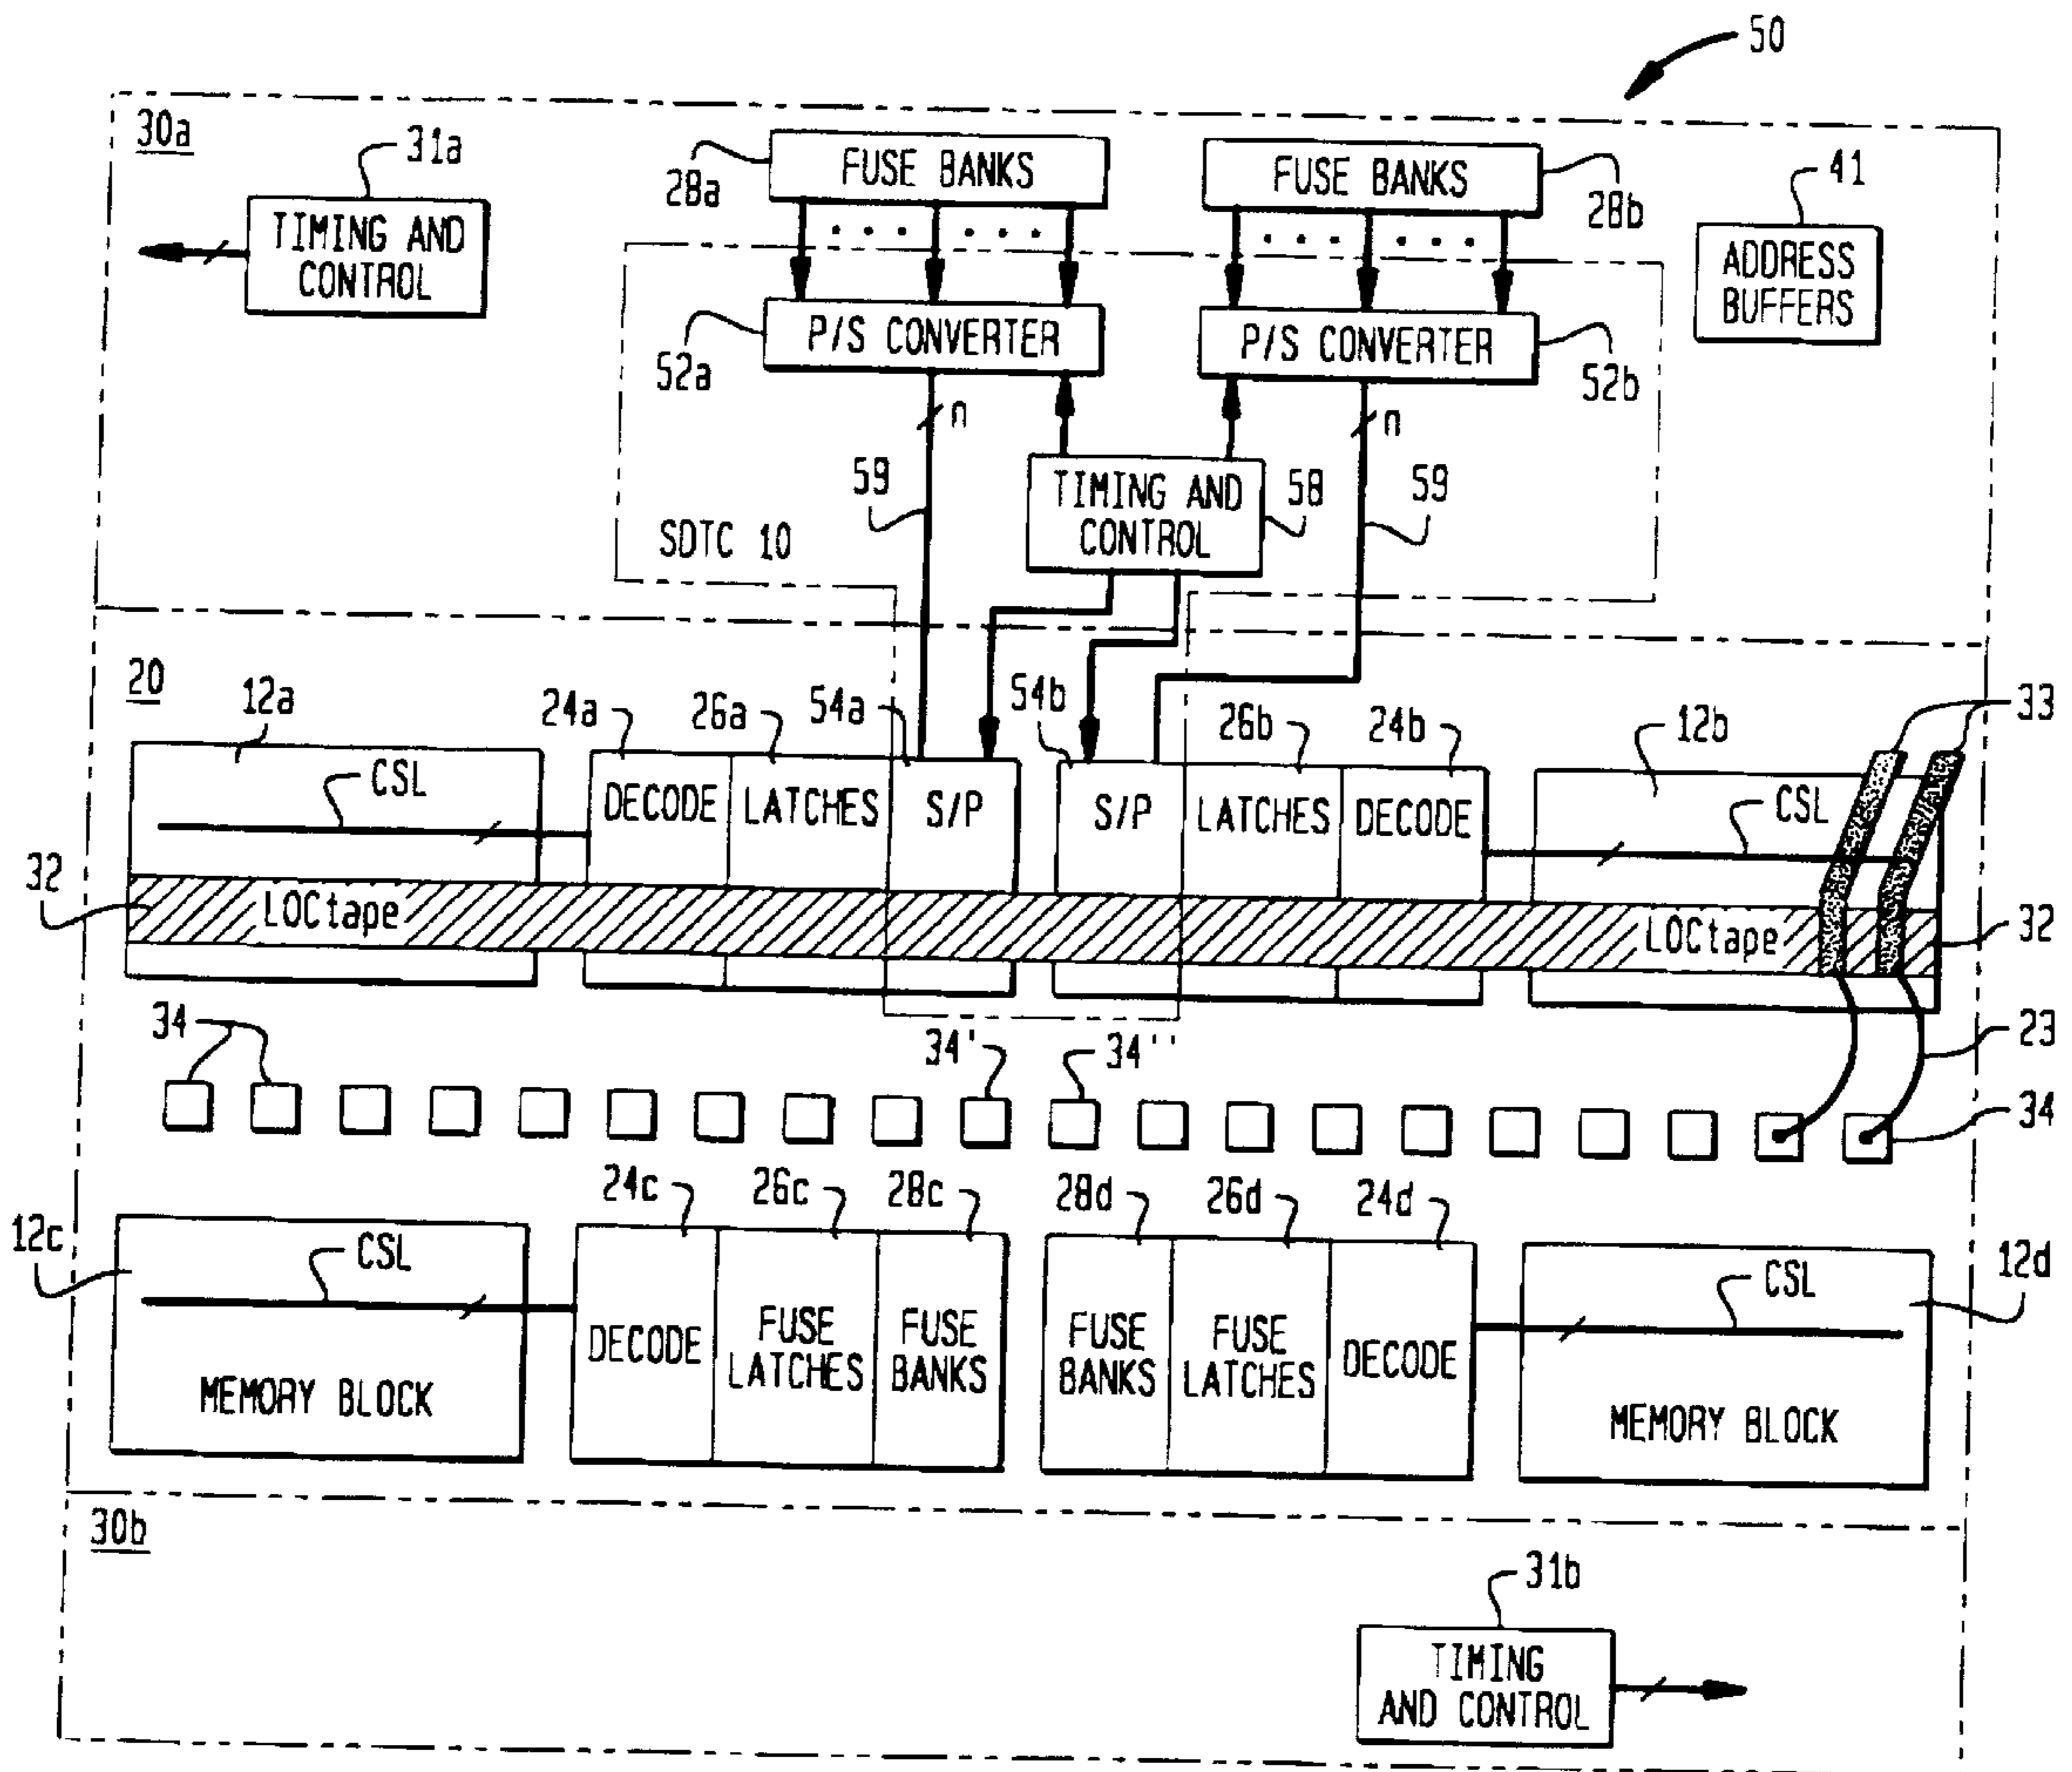 50
30a
31a
28a
FUSE BANKS
FUSE BANKS
28b
41
TIMING AND
CONTROL
ADDRESS
BUFFERS
52a
P/S CONVERTER
P/S CONVERTER
52b
n
n
59
TIMING AND
CONTROL
58
59
SDTC 10
20
12a
24a
26a
54a
54b
26b
24b
12b
33
CSL
DECODE
LATCHES
S/P
S/P
LATCHES
DECODE
CSL
32
LOCtape
LOCtape
32
34
34'
34''
23
34
24c
26c
28c
28d
26d
24d
12c
CSL
CSL
12d
DECODE
FUSE
LATCHES
FUSE
BANKS
FUSE
BANKS
FUSE
LATCHES
DECODE
MEMORY BLOCK
MEMORY BLOCK
30b
31b
TIMING
AND CONTROL